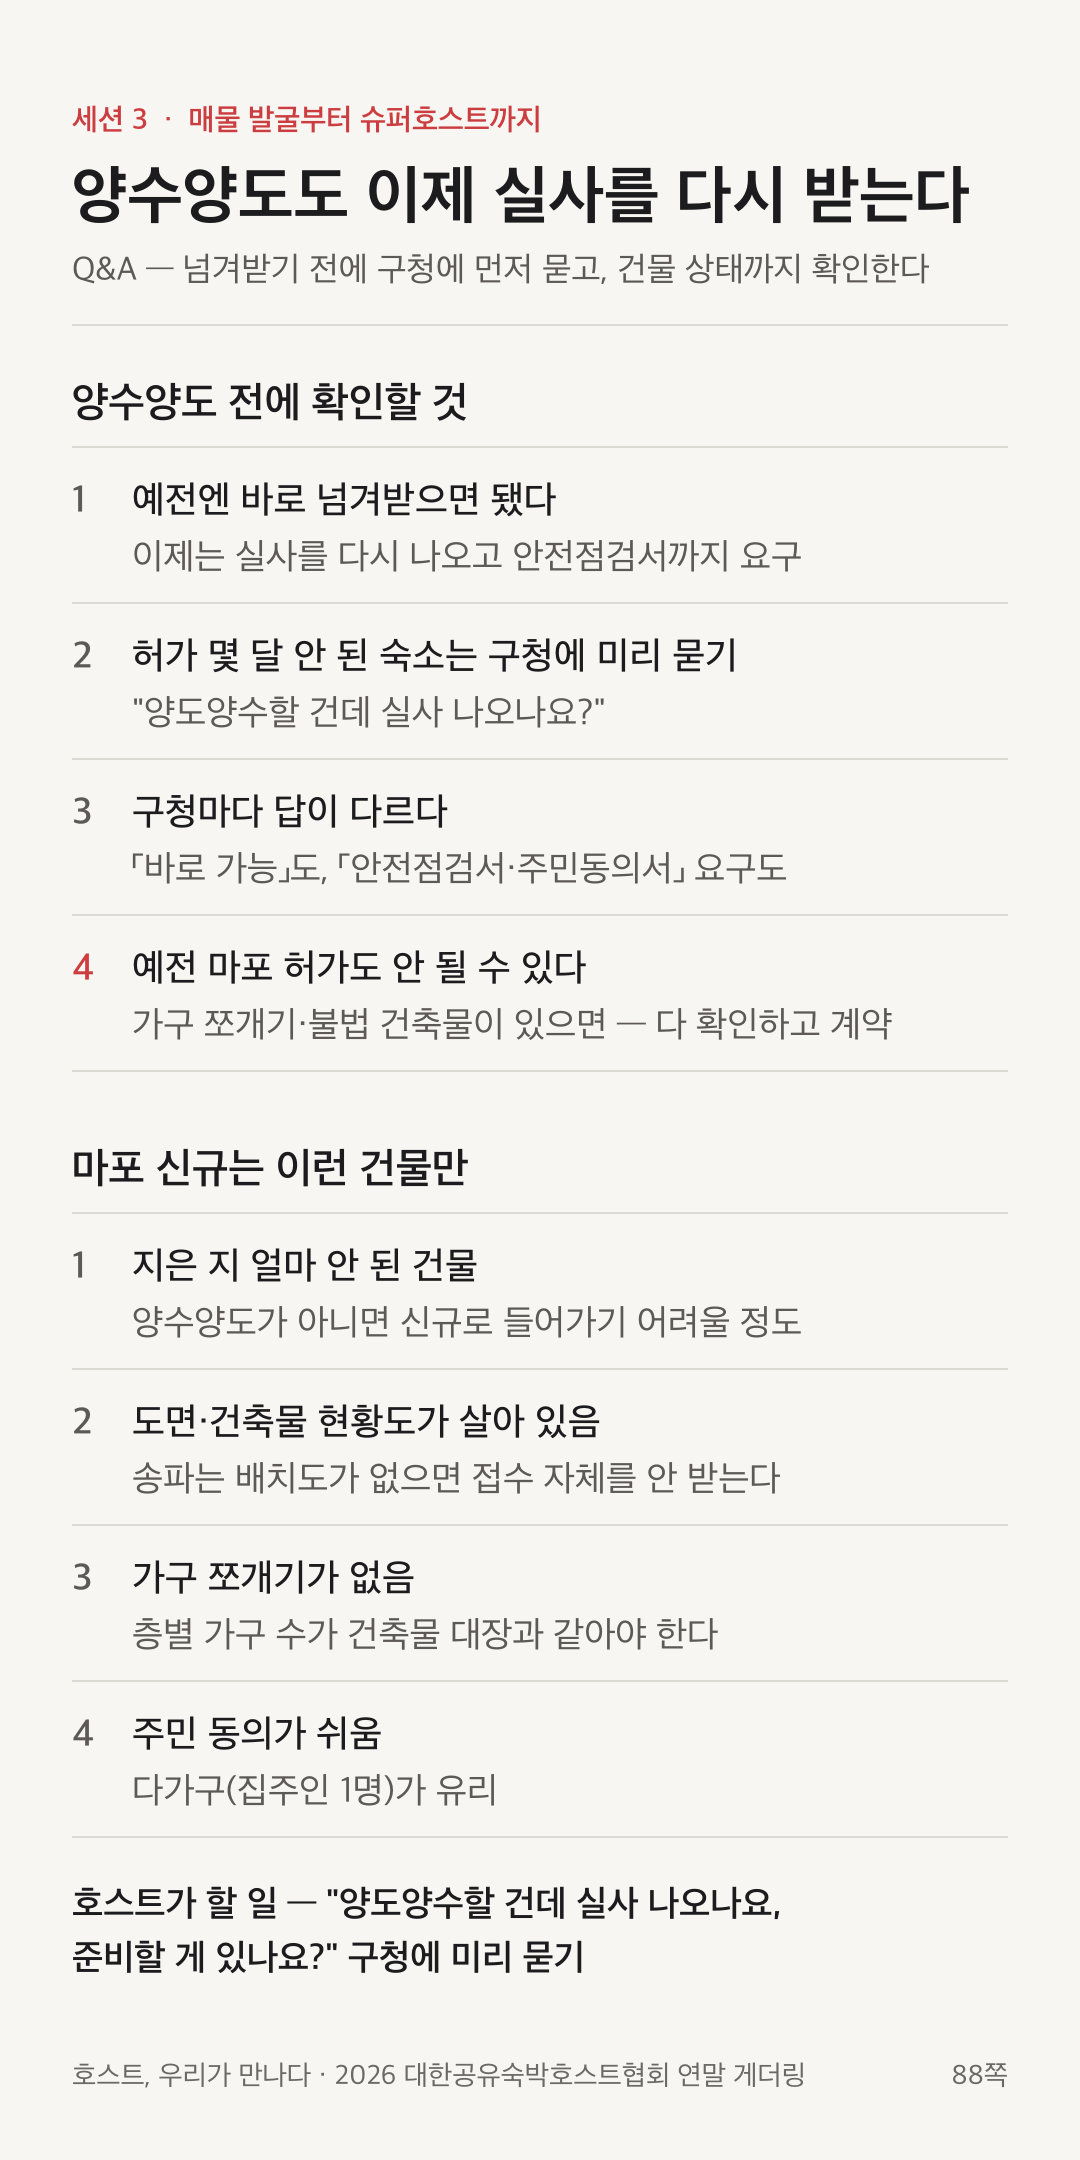 세션 3 · 매물 발굴부터 슈퍼호스트까지
양수양도도 이제 실사를 다시 받는다
Q&A — 넘겨받기 전에 구청에 먼저 묻고, 건물 상태까지 확인한다
양수양도 전에 확인할 것
1 예전엔 바로 넘겨받으면 됐다
이제는 실사를 다시 나오고 안전점검서까지 요구
2 허가 몇 달 안 된 숙소는 구청에 미리 묻기
"양도양수할 건데 실사 나오나요?"
3 구청마다 답이 다르다
「바로 가능」도, 「안전점검서·주민동의서」 요구도
4 예전 마포 허가도 안 될 수 있다
가구 쪼개기·불법 건축물이 있으면 — 다 확인하고 계약
마포 신규는 이런 건물만
1 지은 지 얼마 안 된 건물
양수양도가 아니면 신규로 들어가기 어려울 정도
2 도면·건축물 현황도가 살아 있음
송파는 배치도가 없으면 접수 자체를 안 받는다
3 가구 쪼개기가 없음
층별 가구 수가 건축물 대장과 같아야 한다
4 주민 동의가 쉬움
다가구(집주인 1명)가 유리
호스트가 할 일 — "양도양수할 건데 실사 나오나요,
준비할 게 있나요?" 구청에 미리 묻기
호스트, 우리가 만나다 · 2026 대한공유숙박호스트협회 연말 게더링 88쪽